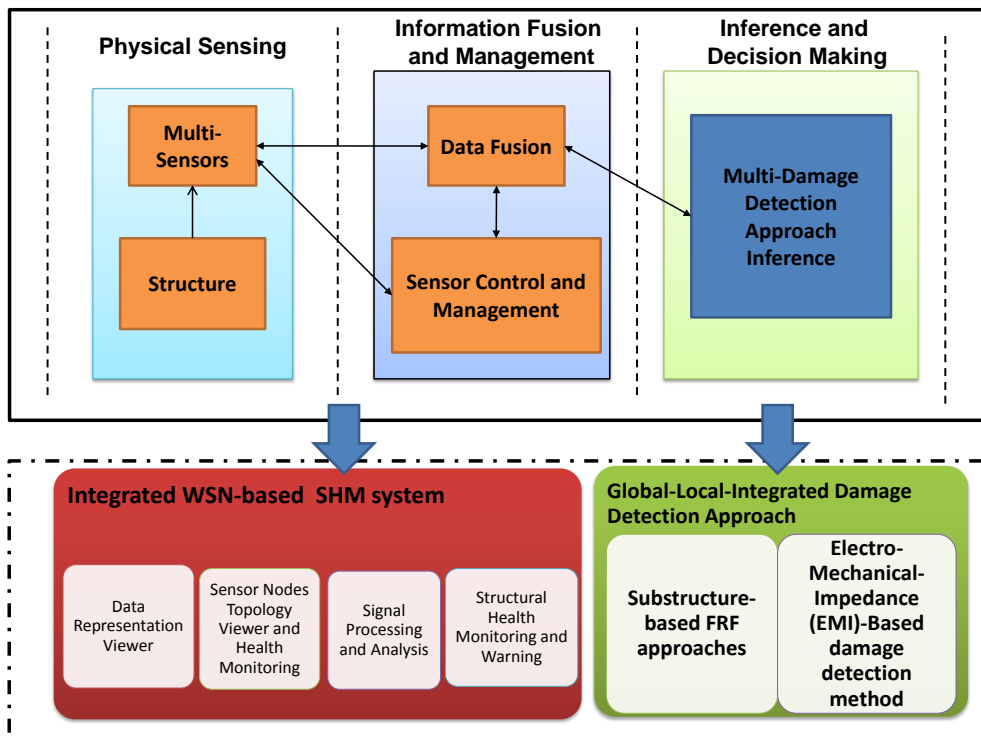 Physical Sensing
Information Fusion
and Management
Inference and
Decision Making
Multi-
Sensors
Structure
Data Fusion
Sensor Control and
Management
Multi-Damage
Detection
Approach
Inference
Integrated WSN-based SHM system
Data
Representation
Viewer
Sensor Nodes
Topology
Viewer and
Health
Monitoring
Signal
Processing
and Analysis
Structural
Health
Monitoring and
Warning
Global-Local-Integrated Damage
Detection Approach
Substructure-
based FRF
approaches
Electro-
Mechanical-
Impedance
(EMI)-Based
damage
detection
method